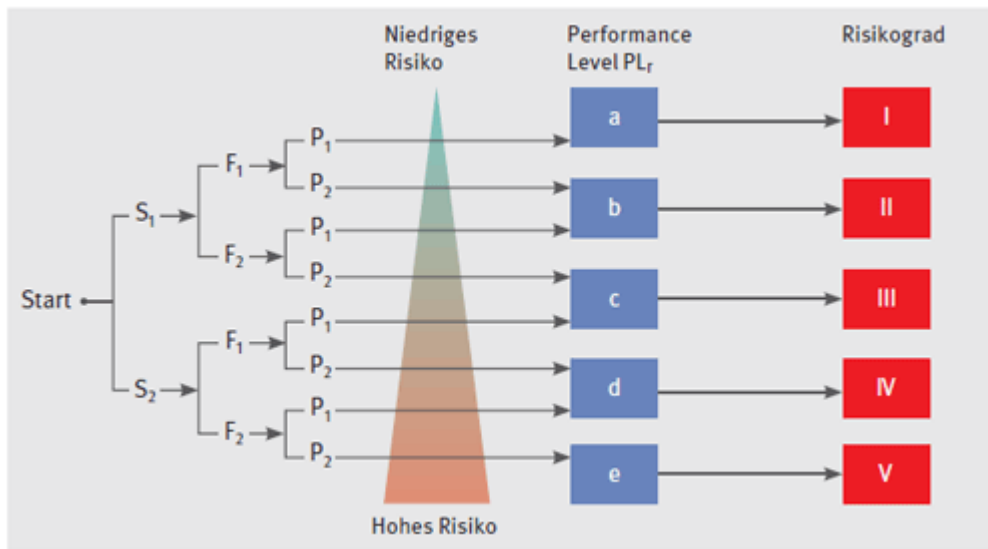 Niedriges
Risiko
Performance
Level PLr
Risikograd
a
I
P1
F1
P2
b
II
S1
P1
F2
P2
c
III
Start
P1
F1
P2
d
IV
S2
P1
F2
P2
e
V
Hohes Risiko